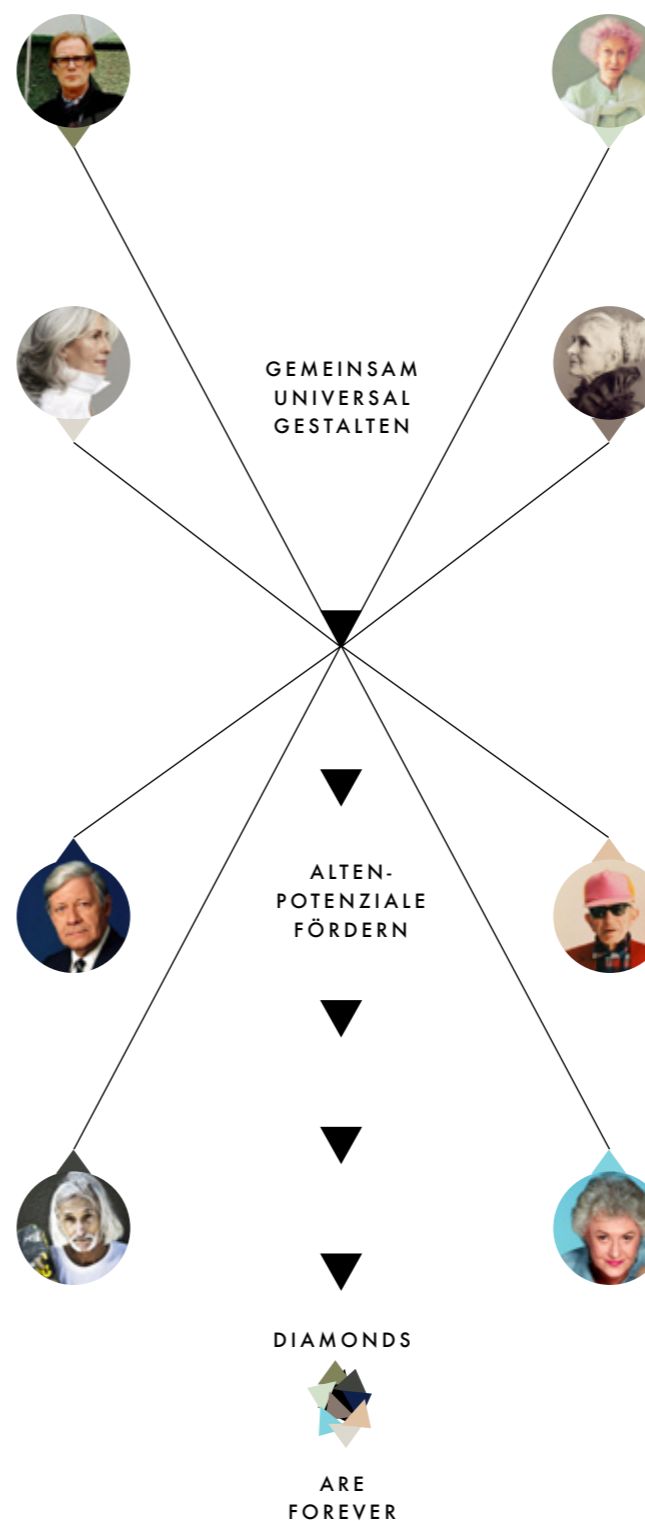 GEMEINSAM
UNIVERSAL
GESTALTEN
ALTEN-
POTENZIALE
FÖRDERN
DIAMONDS
ARE
FOREVER